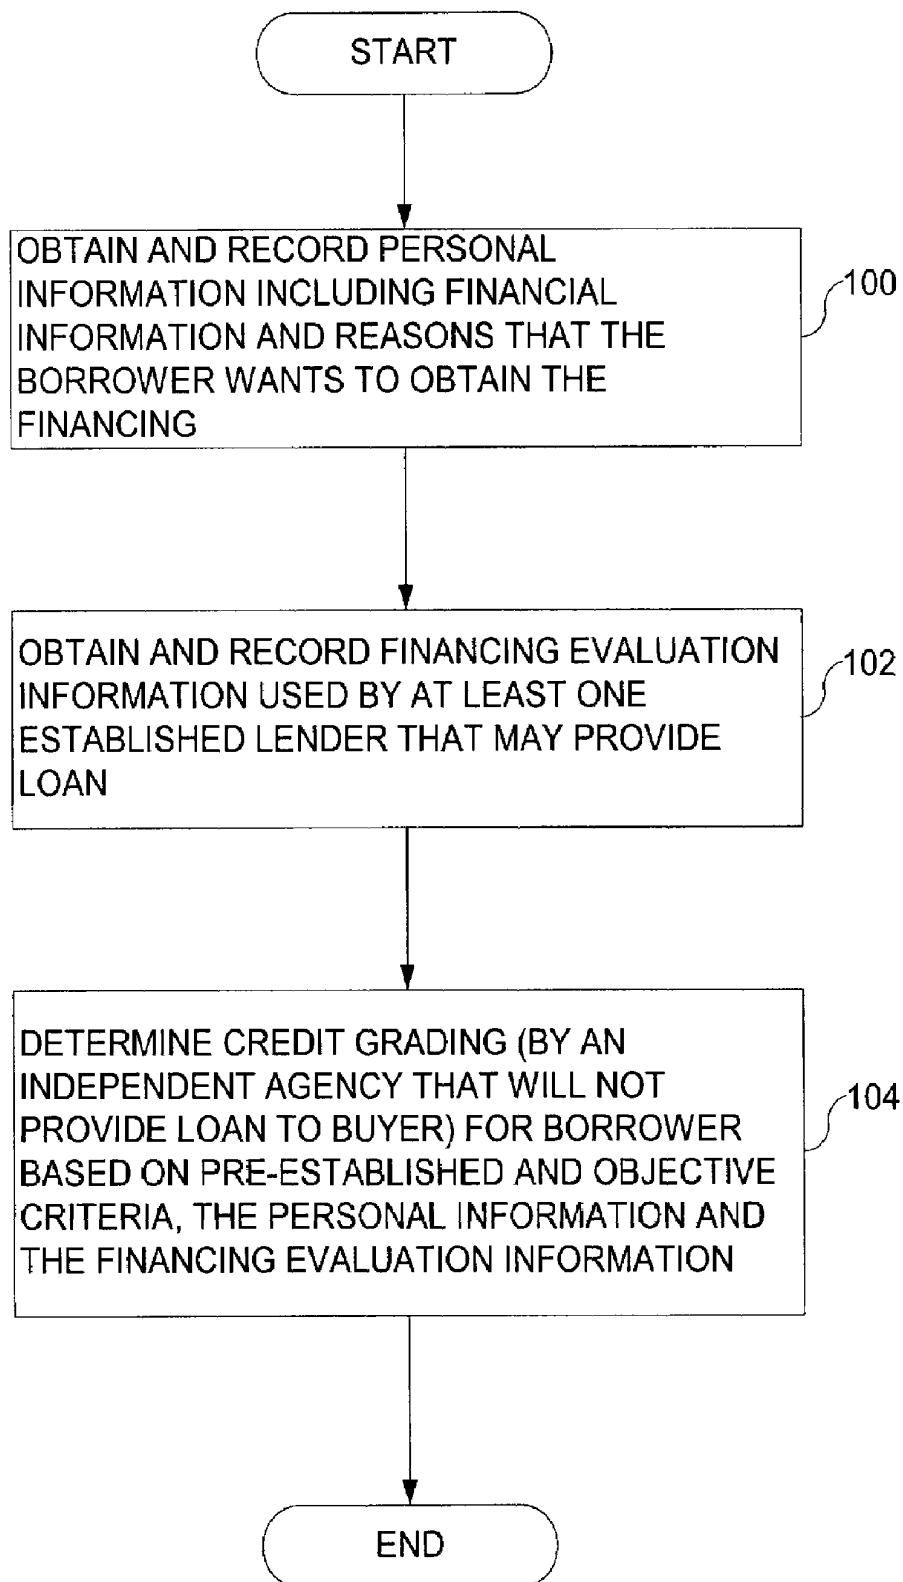 START
OBTAIN AND RECORD PERSONAL
INFORMATION INCLUDING FINANCIAL
INFORMATION AND REASONS THAT THE
BORROWER WANTS TO OBTAIN THE
FINANCING
100
OBTAIN AND RECORD FINANCING EVALUATION
INFORMATION USED BY AT LEAST ONE
ESTABLISHED LENDER THAT MAY PROVIDE
LOAN
102
DETERMINE CREDIT GRADING (BY AN
INDEPENDENT AGENCY THAT WILL NOT
PROVIDE LOAN TO BUYER) FOR BORROWER
BASED ON PRE-ESTABLISHED AND OBJECTIVE
CRITERIA, THE PERSONAL INFORMATION AND
THE FINANCING EVALUATION INFORMATION
104
END